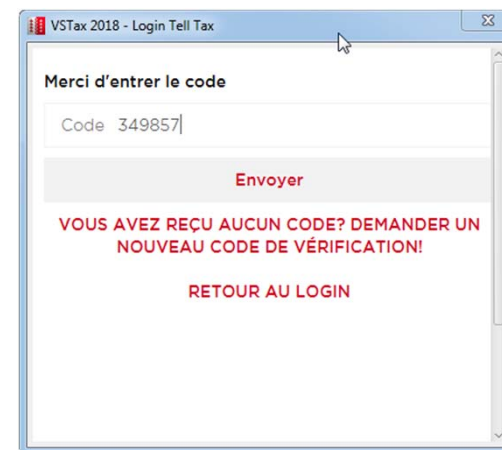 VSTax 2018 - Login Tell Tax
Merci d'entrer le code
Code 349857
Envoyer
VOUS AVEZ REÇU AUCUN CODE? DEMANDER UN
NOUVEAU CODE DE VÉRIFICATION!
RETOUR AU LOGIN